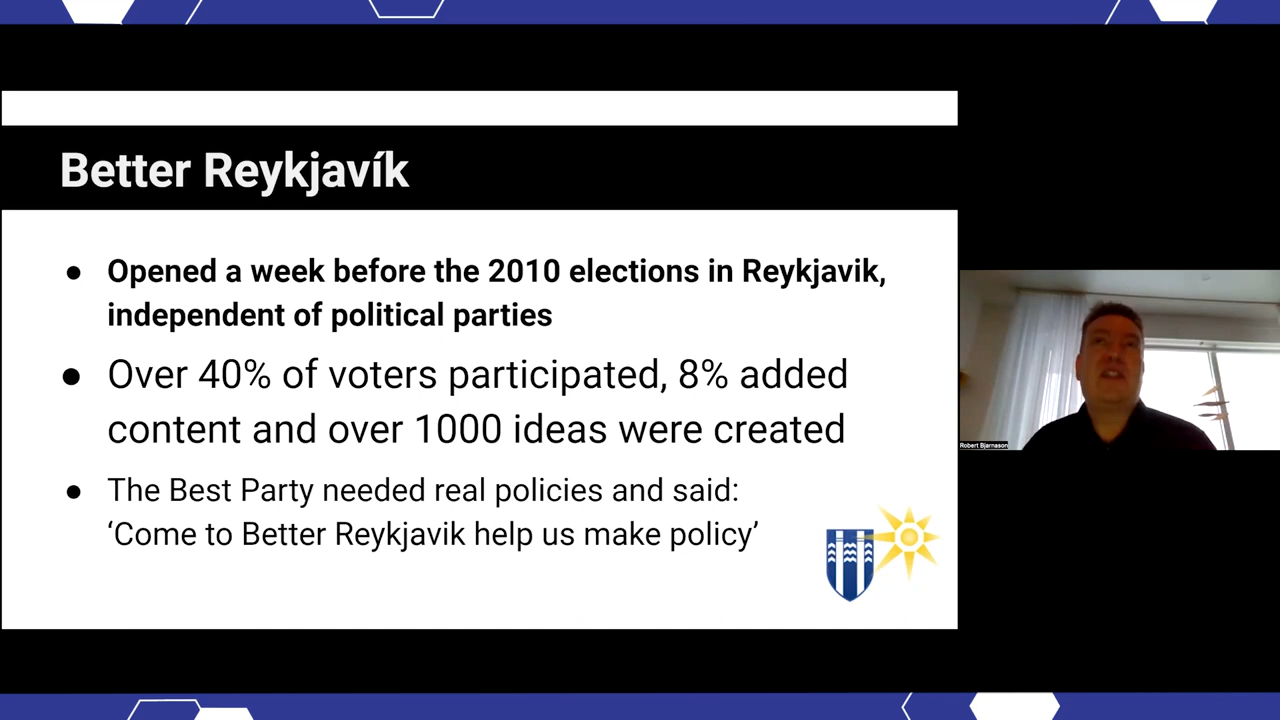 Better Reykjavík
● Opened a week before the 2010 elections in Reykjavik,
independent of political parties
● Over 40% of voters participated, 8% added
content and over 1000 ideas were created
● The Best Party needed real policies and said:
‘Come to Better Reykjavik help us make policy’
Robert Bjarnason